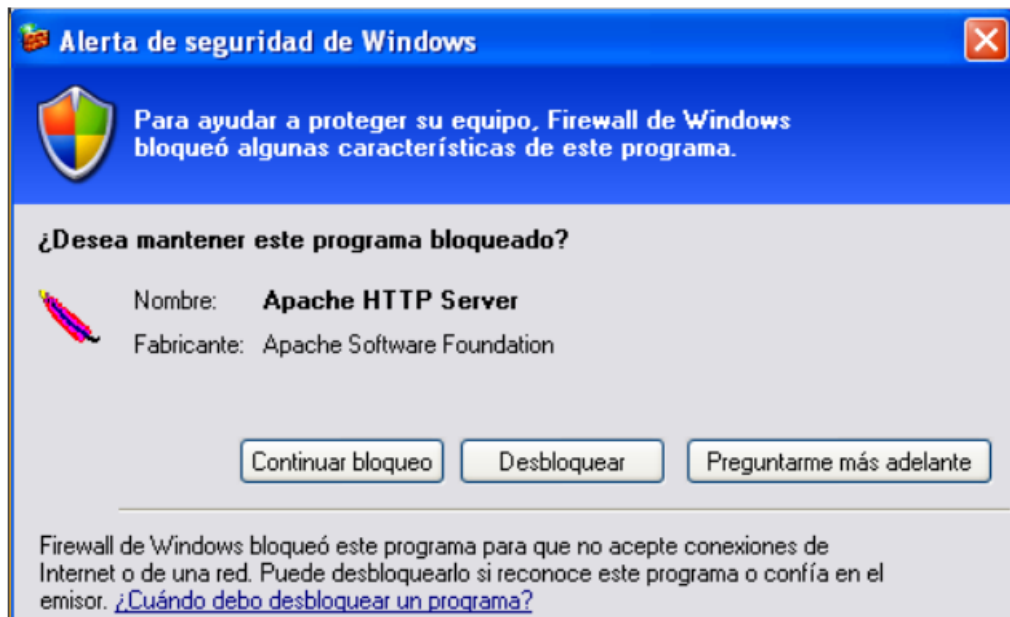 Alerta de seguridad de Windows
Para ayudar a proteger su equipo, Firewall de Windows
bloqueó algunas características de este programa.
¿Desea mantener este programa bloqueado?
Nombre: Apache HTTP Server
Fabricante: Apache Software Foundation
Continuar bloqueo Desbloquear Preguntarme más adelante
Firewall de Windows bloqueó este programa para que no acepte conexiones de
Internet o de una red. Puede desbloquearlo si reconoce este programa o confía en el
emisor. ¿Cuándo debo desbloquear un programa?